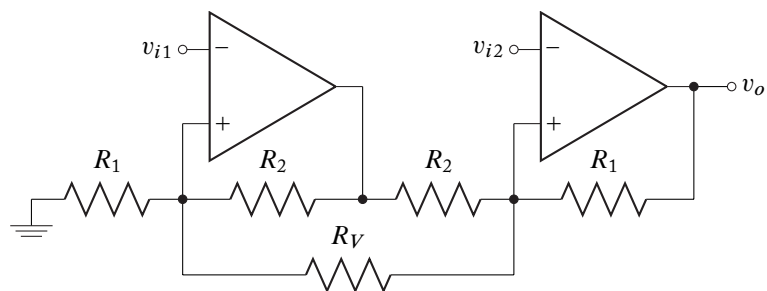 v_{i1}
−
+
v_{i2}
−
+
v_o
R_1
R_2
R_2
R_1
R_V